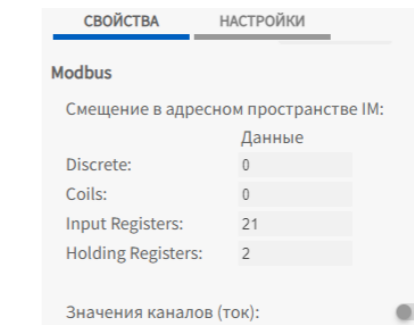 СВОЙСТВА НАСТРОЙКИ
Modbus
Смещение в адресном пространстве IM:
Данные
Discrete: 0
Coils: 0
Input Registers: 21
Holding Registers: 2
Значения каналов (ток):